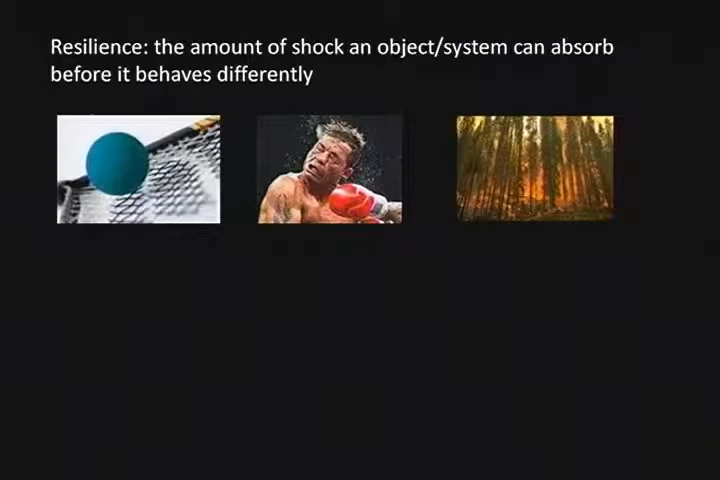 Resilience: the amount of shock an object/system can absorb
before it behaves differently